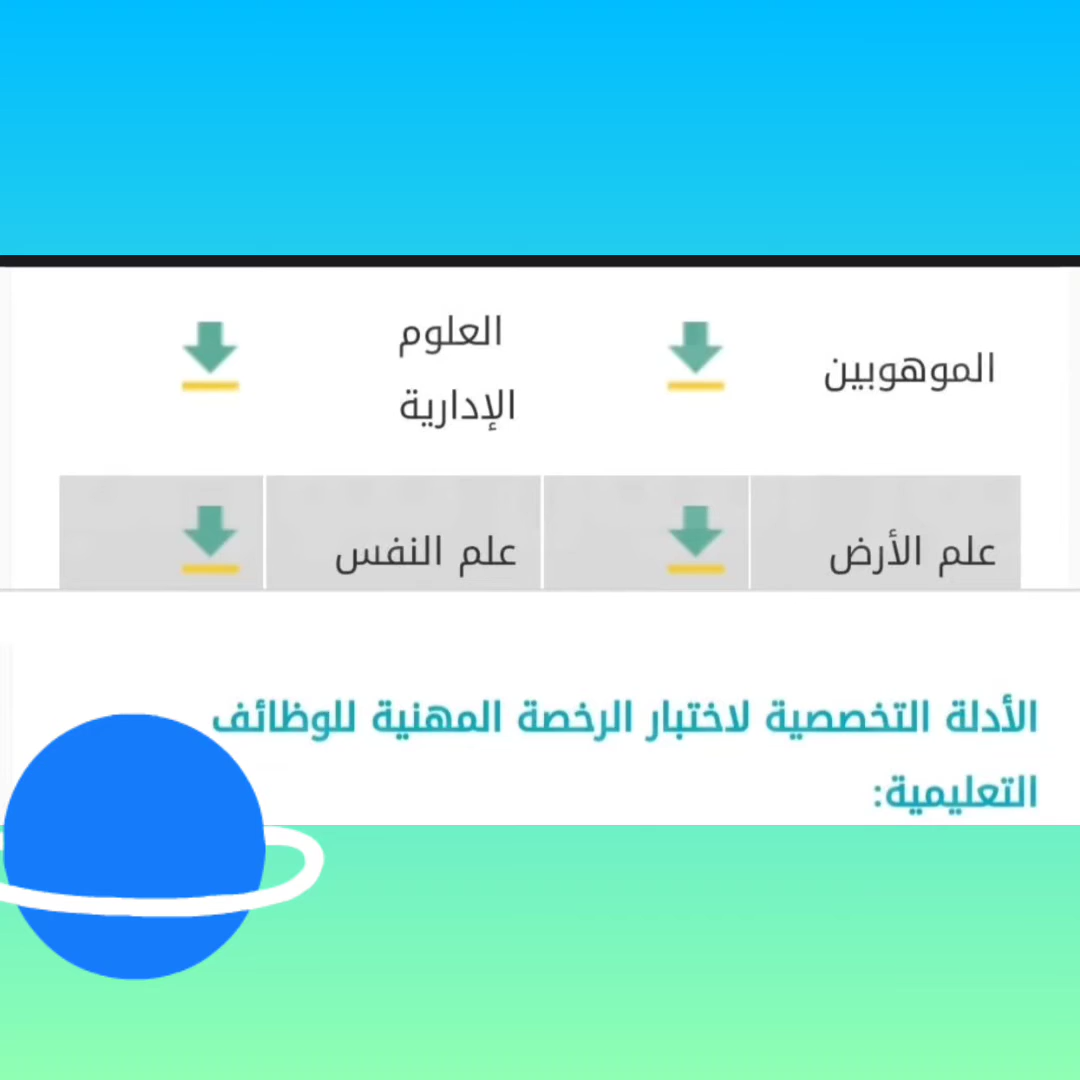 الموهوبين
العلوم
الإدارية
علم الأرض
علم النفس
الأدلة التخصصية لاختبار الرخصة المهنية للوظائف
التعليمية: